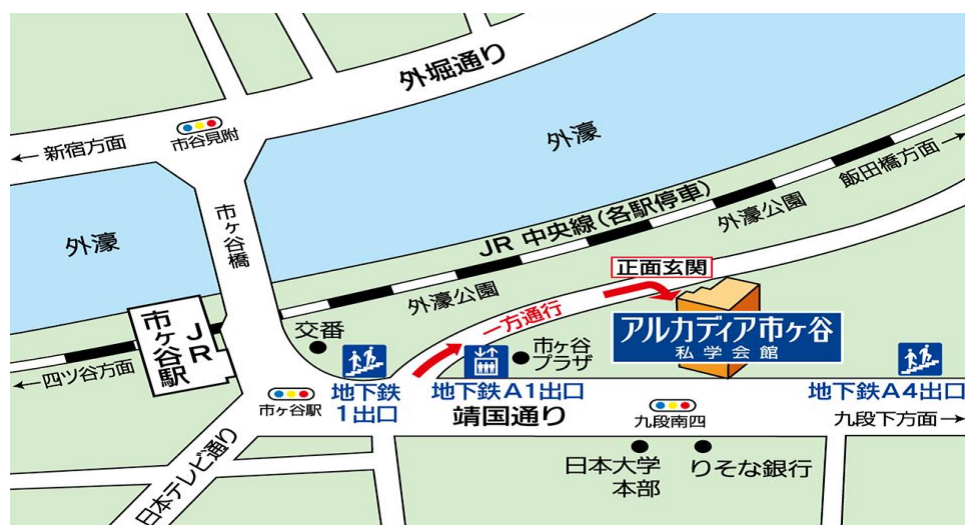 外堀通り
← 新宿方面
市谷見附
外濠
飯田橋方面→
市ヶ谷橋
外濠
JR 中央線(各駅停車)
外濠公園
正面玄関
外濠公園
一方通行
アルカディア市ヶ谷
私学会館
JR
市ヶ谷駅
交番
市ヶ谷
プラザ
←四ツ谷方面
地下鉄
1出口
地下鉄A1出口
地下鉄A4出口
市ヶ谷駅
靖国通り
九段南四
九段下方面→
日本テレビ通り
日本大学
本部
りそな銀行